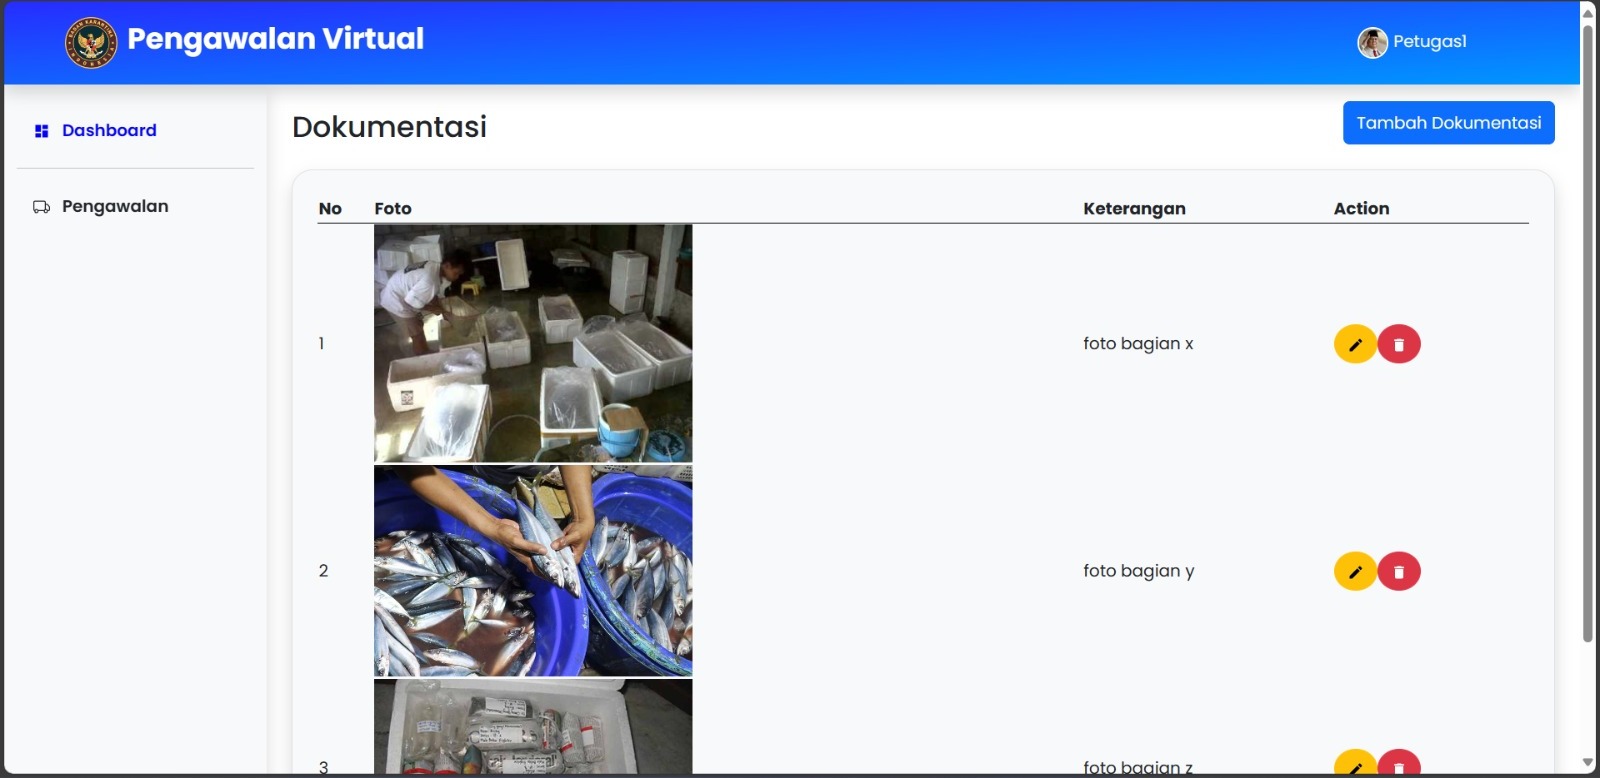 Pengawalan Virtual
Petugas1
Dashboard
Pengawalan
Dokumentasi
Tambah Dokumentasi
No Foto Keterangan Action
1 foto bagian x
2 foto bagian y
3 foto bagian z